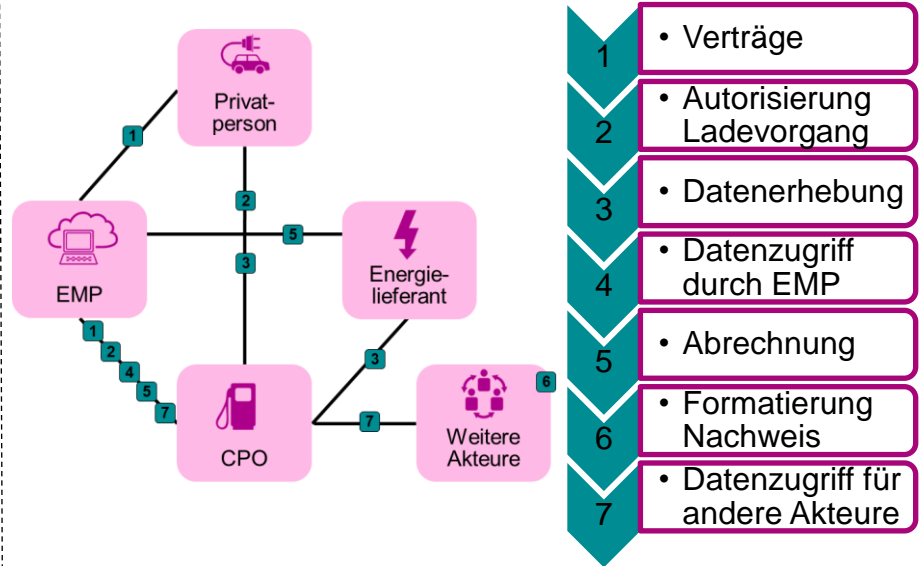 Privat-
person
1
2
EMP
5
3
Energie-
lieferant
1
2
4
5
7
3
CPO
7
6
Weitere
Akteure
1
• Verträge
2
• Autorisierung
Ladevorgang
3
• Datenerhebung
4
• Datenzugriff
durch EMP
5
• Abrechnung
6
• Formatierung
Nachweis
7
• Datenzugriff für
andere Akteure